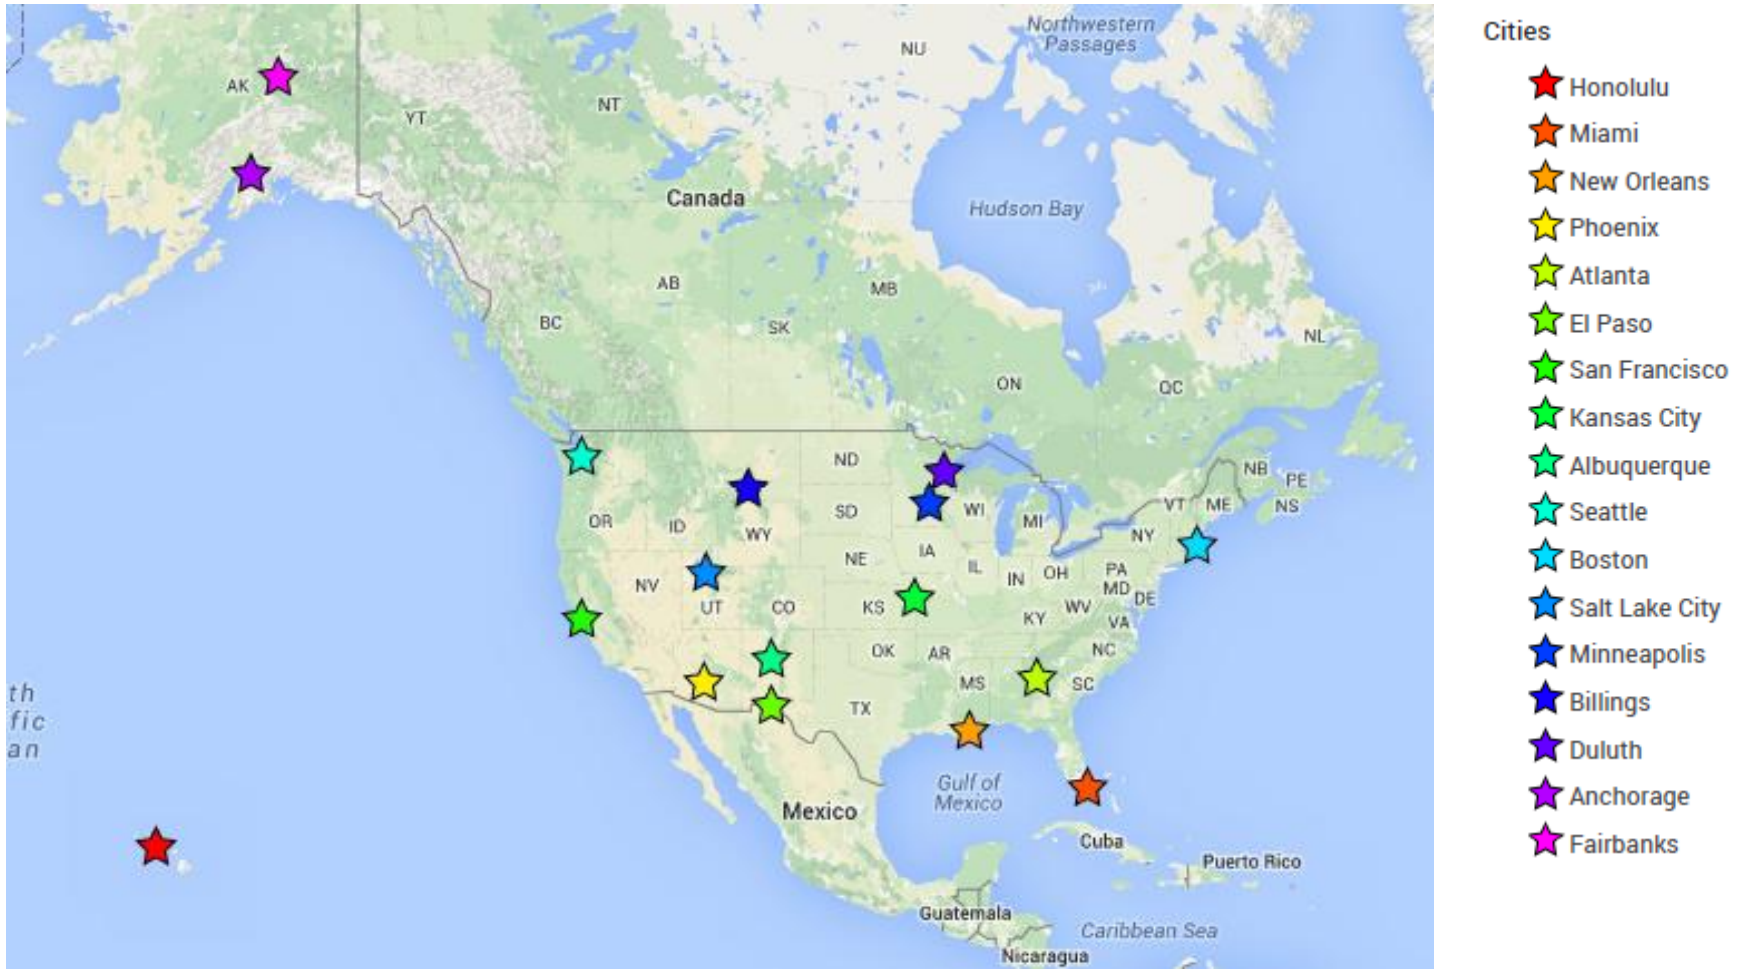 Northwestern
Passages
NU
AK
NT
YT
Canada
Hudson Bay
AB
MB
BC
SK
NL
ON
QC
ND
NB
PE
VT
ME
NS
OR
ID
SD
WI
MI
WY
NY
IA
NE
IL
IN
OH
PA
NV
MD
DE
UT
CO
KS
WV
KY
VA
OK
AR
NC
MS
SC
TX
th
fic
an
Gulf of
Mexico
Mexico
Cuba
Puerto Rico
Guatemala
Caribbean Sea
Nicaragua
Cities
Honolulu
Miami
New Orleans
Phoenix
Atlanta
El Paso
San Francisco
Kansas City
Albuquerque
Seattle
Boston
Salt Lake City
Minneapolis
Billings
Duluth
Anchorage
Fairbanks